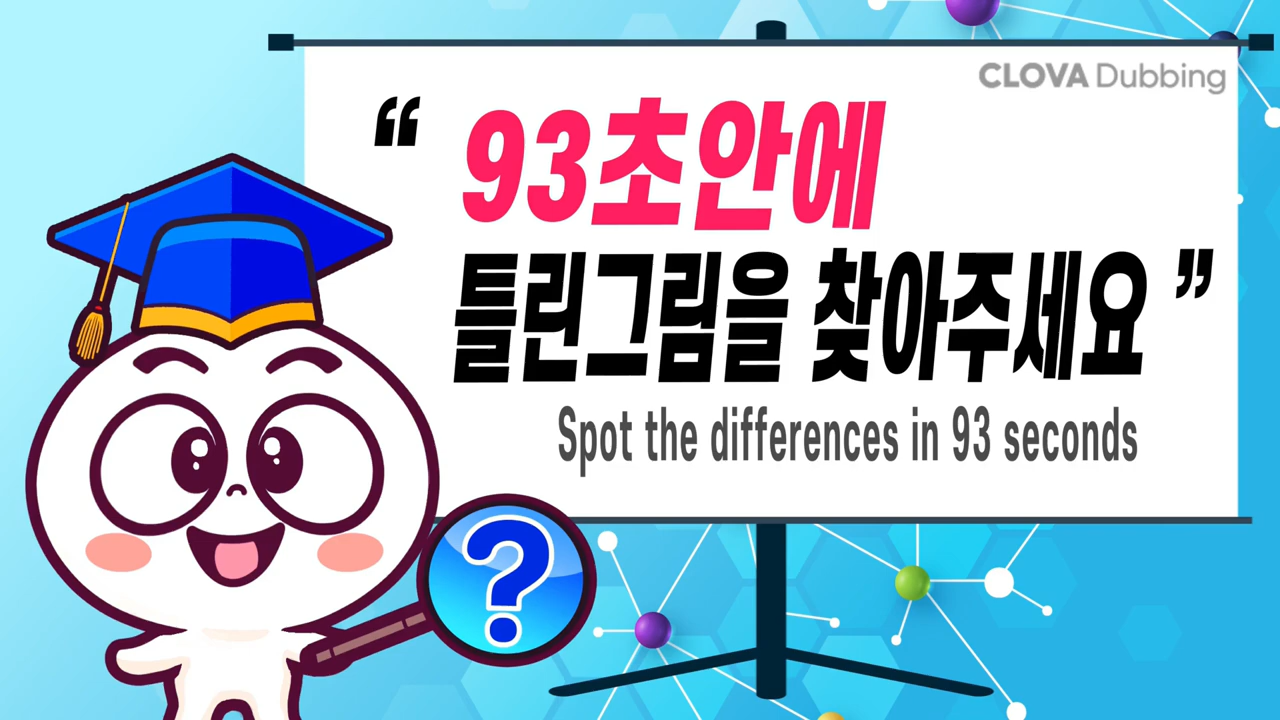 CLOVA Dubbing
“ 93초안에
틀린그림을 찾아주세요 ”
Spot the differences in 93 seconds
?